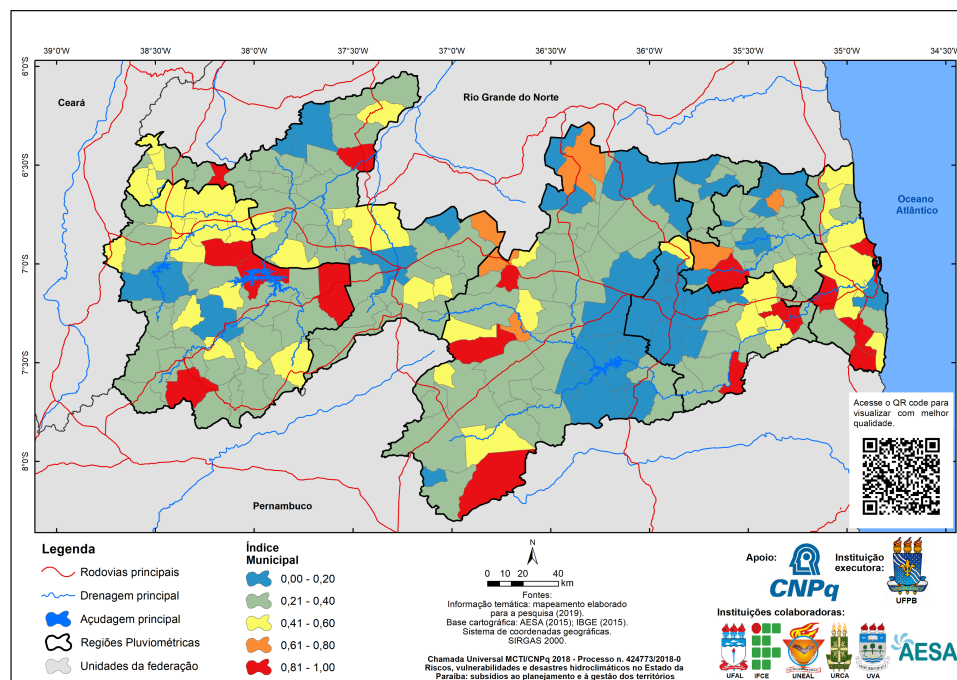 39°0'W 38°30'W 38°0'W 37°30'W 37°0'W 36°30'W 36°0'W 35°30'W 35°0'W 34°30'W
6°0'S
6°30'S
7°0'S
7°30'S
8°0'S
Ceará
Rio Grande do Norte
Oceano
Atlântico
Pernambuco
Acesse o QR code para
visualizar com melhor
qualidade.
Legenda
Rodovias principais
Drenagem principal
Açudagem principal
Regiões Pluviométricas
Unidades da federação
Índice
Municipal
0,00 - 0,20
0,21 - 0,40
0,41 - 0,60
0,61 - 0,80
0,81 - 1,00
N
0 10 20 40
km
Fontes:
Informação temática: mapeamento elaborado
para a pesquisa (2019).
Base cartográfica: AESA (2015); IBGE (2015).
Sistema de coordenadas geográficas.
SIRGAS 2000.
Chamada Universal MCTI/CNPq 2018 - Processo n. 424773/2018-0
Riscos, vulnerabilidades e desastres hidroclimáticos no Estado da
Paraíba: subsídios ao planejamento e à gestão dos territórios
Apoio:
CNPq
Instituição
executora:
UFPB
Instituições colaboradoras:
UFAL IFCE UNEAL URCA UVA
AESA